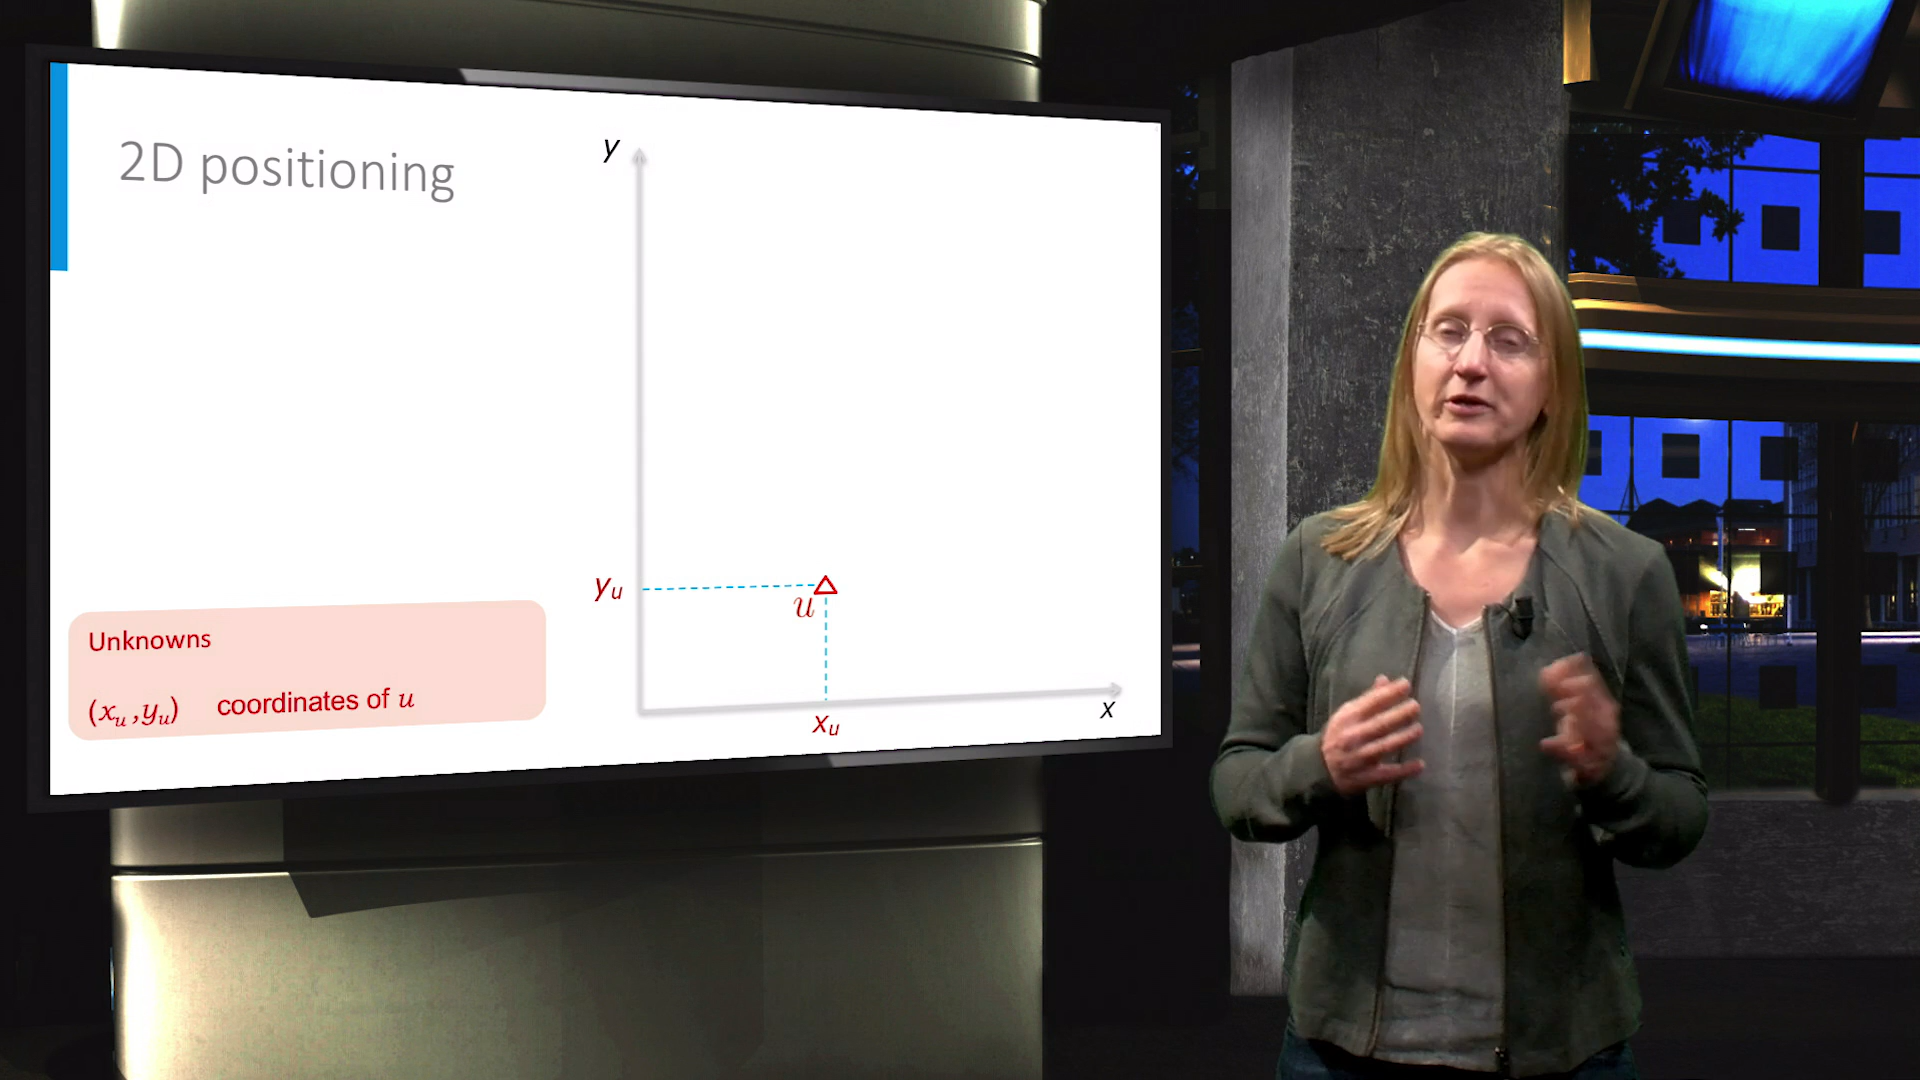 2D positioning
y
y_u
u
Unknowns
(x_u, y_u) coordinates of u
x
x_u